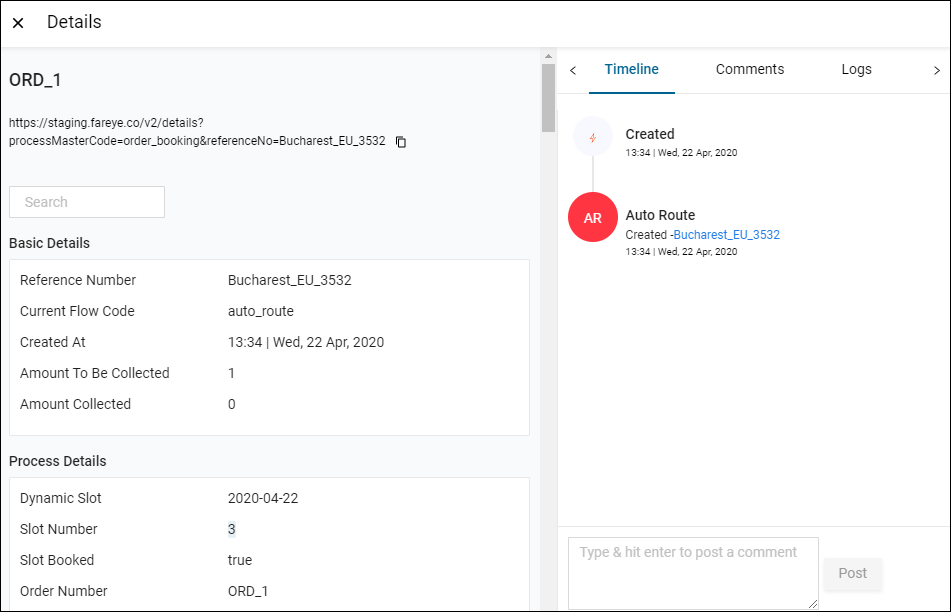 Details
ORD_1
https://staging.fareye.co/v2/details?
processMasterCode=order_booking&referenceNo=Bucharest_EU_3532
Search
Basic Details
Reference Number Bucharest_EU_3532
Current Flow Code auto_route
Created At 13:34 | Wed, 22 Apr, 2020
Amount To Be Collected 1
Amount Collected 0
Process Details
Dynamic Slot 2020-04-22
Slot Number 3
Slot Booked true
Order Number ORD_1
Timeline Comments Logs
Created
13:34 | Wed, 22 Apr, 2020
AR
Auto Route
Created -Bucharest_EU_3532
13:34 | Wed, 22 Apr, 2020
Type & hit enter to post a comment
Post